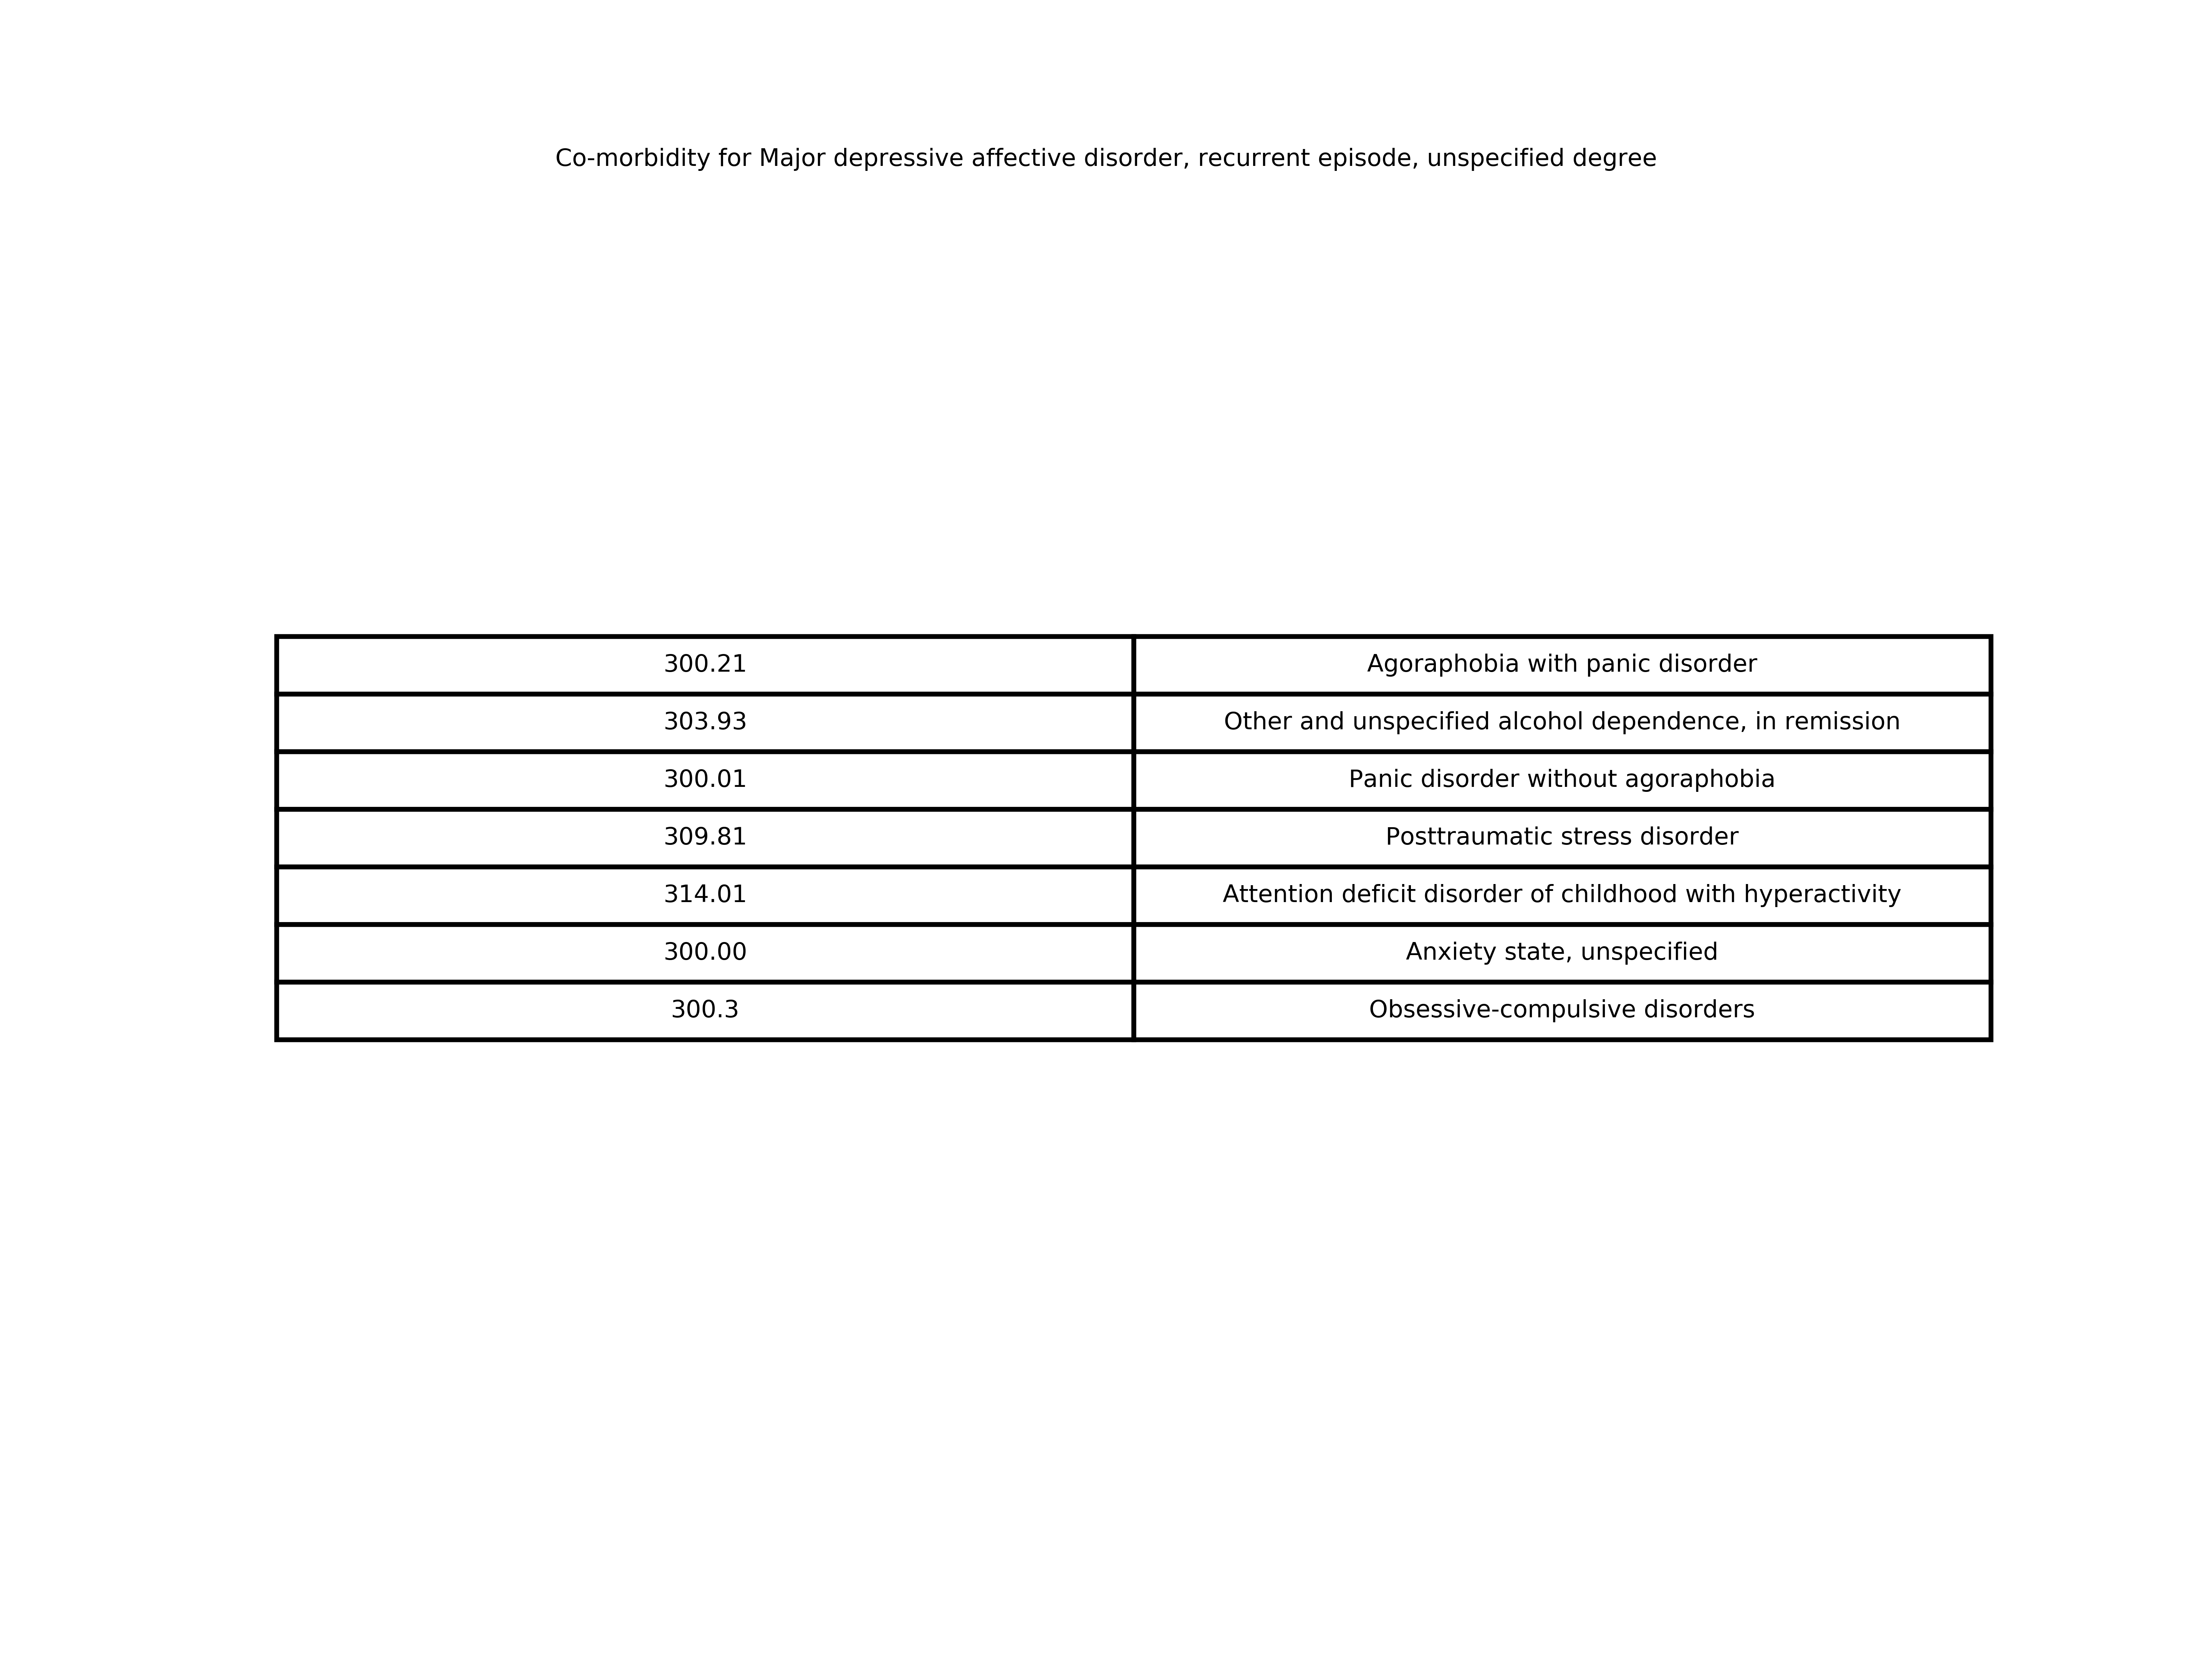 Co-morbidity for Major depressive affective disorder, recurrent episode, unspecified degree
300.21 Agoraphobia with panic disorder
303.93 Other and unspecified alcohol dependence, in remission
300.01 Panic disorder without agoraphobia
309.81 Posttraumatic stress disorder
314.01 Attention deficit disorder of childhood with hyperactivity
300.00 Anxiety state, unspecified
300.3 Obsessive-compulsive disorders